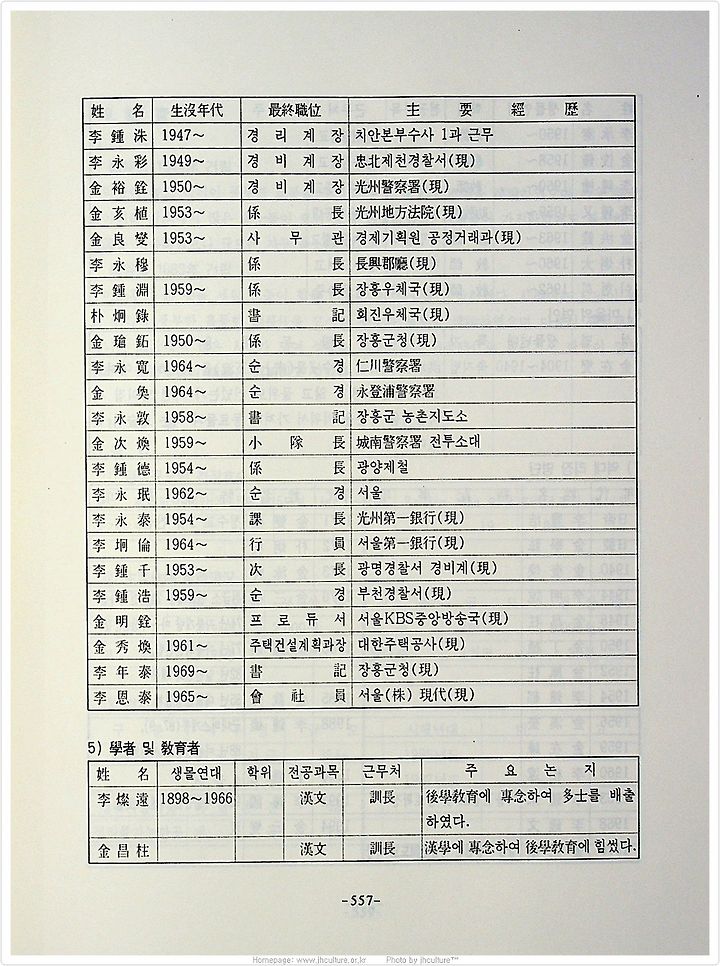 姓 名 生沒年代 最終職位 主 要 經 歷
李 鍾 洙 1947~ 경 리 계 장 치안본부수사 1과 근무
李 永 彩 1949~ 경 비 계 장 忠北제천경찰서(現)
金 裕 銓 1950~ 경 비 계 장 光州警察署(現)
金 亥 植 1953~ 係 長 光州地方法院(現)
金 良 燮 1953~ 사 무 관 경제기획원 공정거래과(現)
李 永 穆 係 長 長興郡廳(現)
李 鍾 淵 1959~ 係 長 장흥우체국(現)
朴 炯 錄 書 記 회진우체국(現)
金 瑲 鉐 1950~ 係 長 장흥군청(現)
李 永 寬 1964~ 순 경 仁川警察署
金 奐 1964~ 순 경 永登浦警察署
李 永 敦 1958~ 書 記 장흥군 농촌지도소
金 次 煥 1959~ 小 隊 長 城南警察署 전투소대
李 鍾 德 1954~ 係 長 광양제철
李 永 珉 1962~ 순 경 서울
李 永 泰 1954~ 課 長 光州第一銀行(現)
李 坰 倫 1964~ 行 員 서울第一銀行(現)
李 鍾 千 1953~ 次 長 광명경찰서 경비계(現)
李 鍾 浩 1959~ 순 경 부천경찰서(現)
金 明 銓 프 로 듀 서 서울KBS중앙방송국(現)
金 秀 煥 1961~ 주택건설계획과장 대한주택공사(現)
李 年 泰 1969~ 書 記 장흥군청(現)
李 恩 泰 1965~ 會 社 員 서울(株) 現代(現)
5) 學者 및 敎育者
姓 名 생몰연대 학위 전공과목 근무처 주 요 논 지
李 燦 遠 1898~1966 漢文 訓長 後學敎育에 專念하여 多士를 배출
하였다.
金 昌 柱 漢文 訓長 漢學에 專念하여 後學敎育에 힘썼다.
-557-
Homepage: www.jhculture.or.kr Photo by jhculture™